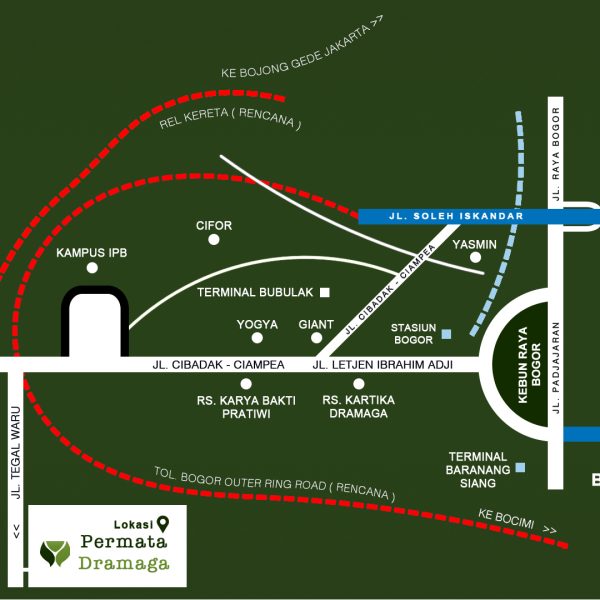 KE BOJONG GEDE JAKARTA >>
REL KERETA ( RENCANA )
JL. RAYA BOGOR
JL. SOLEH ISKANDAR
CIFOR
YASMIN
KAMPUS IPB
JL. CIBADAK - CIAMPEA
TERMINAL BUBULAK
YOGYA
GIANT
STASIUN
BOGOR
KEBUN RAYA
BOGOR
JL. PADJAJARAN
JL. CIBADAK - CIAMPEA
JL. LETJEN IBRAHIM ADJI
RS. KARYA BAKTI
PRATIWI
RS. KARTIKA
DRAMAGA
<< JL. TEGAL WARU
TERMINAL
BARANANG
SIANG
B
TOL. BOGOR OUTER RING ROAD ( RENCANA )
KE BOCIMI >>
Lokasi
Permata
Dramaga